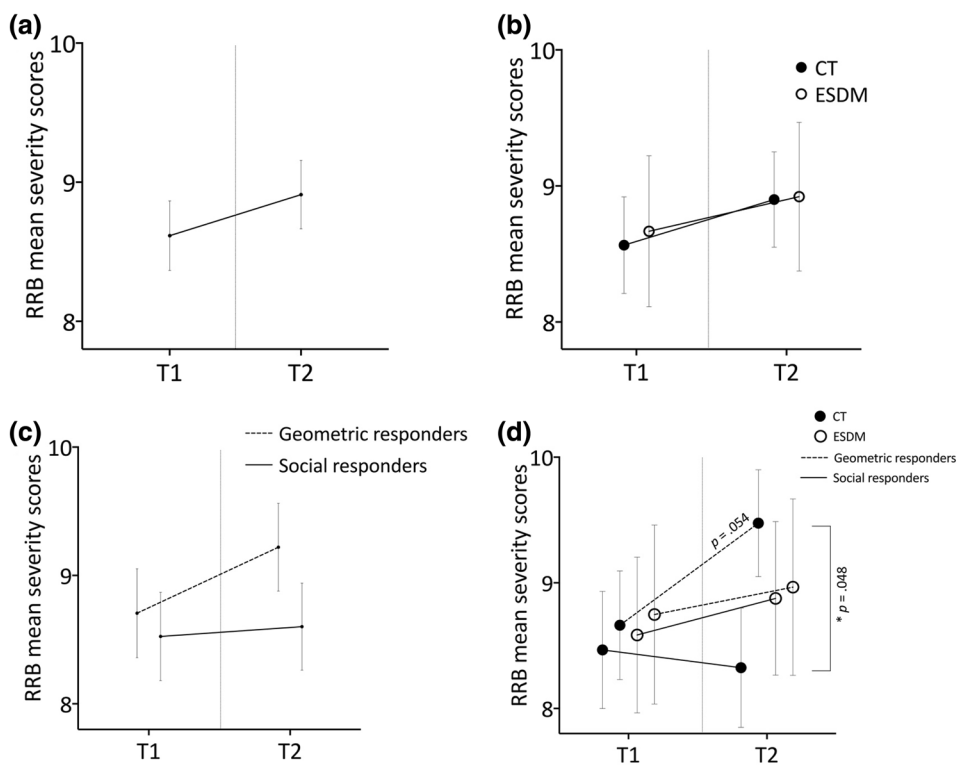 (a)
RRB mean severity scores
10
9
8
T1 T2
(b)
RRB mean severity scores
10
9
8
CT
ESDM
T1 T2
(c)
RRB mean severity scores
10
9
8
Geometric responders
Social responders
T1 T2
(d)
RRB mean severity scores
10
9
8
CT
ESDM
Geometric responders
Social responders
p = .054
* p = .048
T1 T2